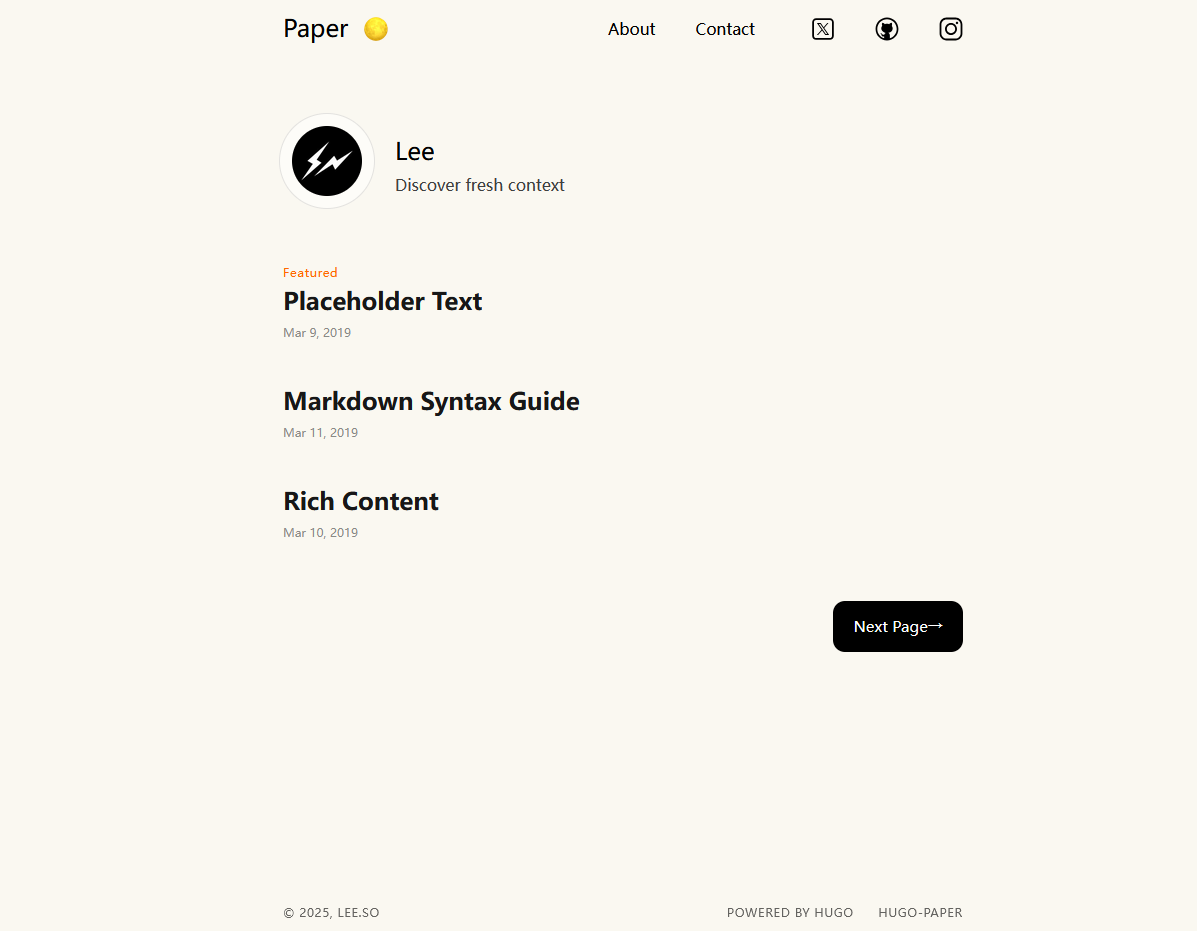 Paper
About Contact
Lee
Discover fresh context
Featured
Placeholder Text
Mar 9, 2019
Markdown Syntax Guide
Mar 11, 2019
Rich Content
Mar 10, 2019
Next Page→
© 2025, LEE.SO
POWERED BY HUGO HUGO-PAPER